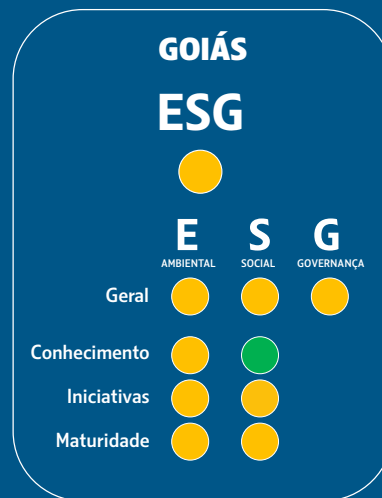 GOIÁS
ESG
E S G
AMBIENTAL SOCIAL GOVERNANÇA
Geral
Conhecimento
Iniciativas
Maturidade